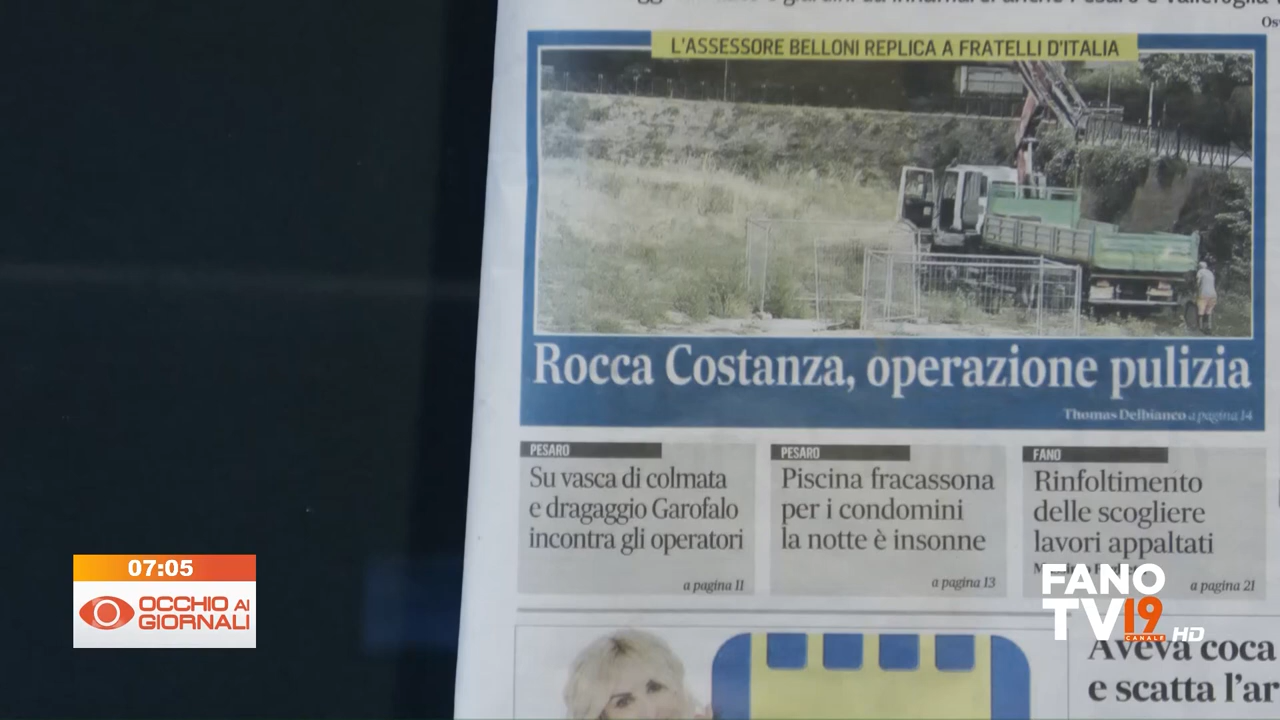 L'ASSESSORE BELLONI REPLICA A FRATELLI D'ITALIA
Rocca Costanza, operazione pulizia
Thomas Delbianco a pagina 14
PESARO
Su vasca di colmata
e dragaggio Garofalo
incontra gli operatori
a pagina 11
PESARO
Piscina fracassona
per i condomini
la notte è insonne
a pagina 13
FANO
Rinfoltimento
delle scogliere
lavori appaltati
a pagina 21
Aveva coca
e scatta l'ar
07:05
OCCHIO AI
GIORNALI
FANO
TV19
CANALE HD